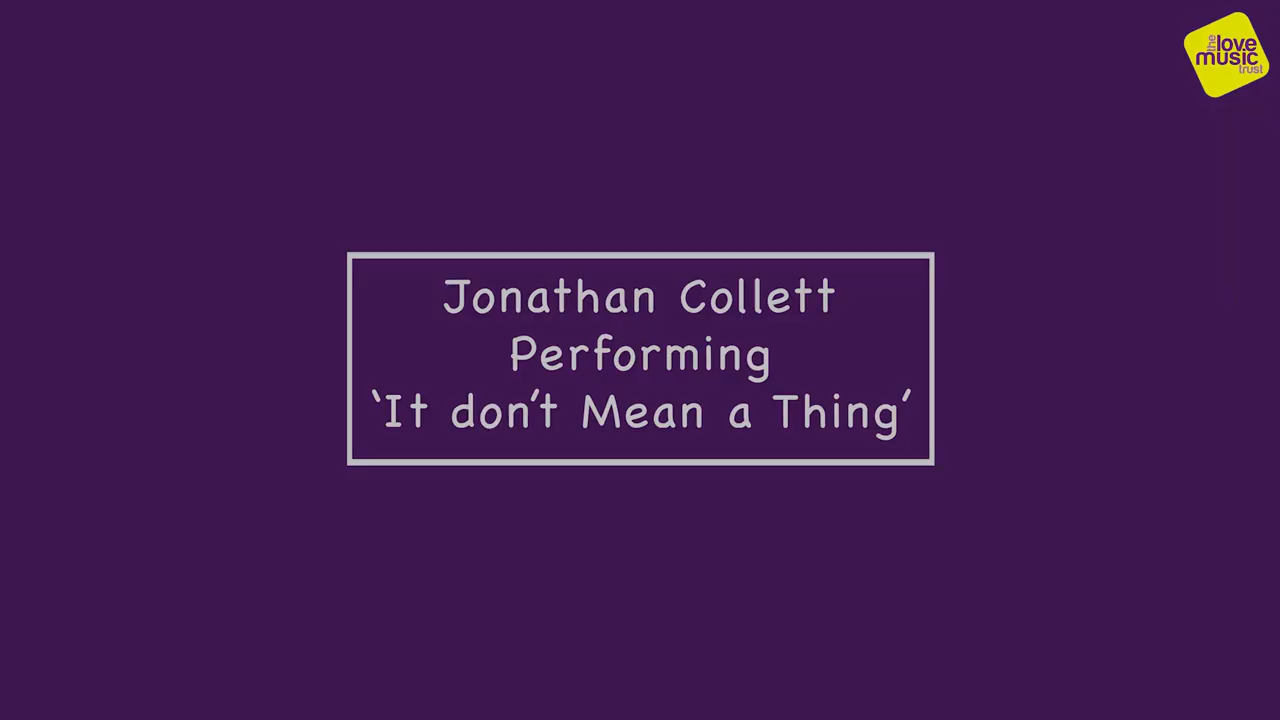 the love
music
trust
Jonathan Collett
Performing
‘It don’t Mean a Thing’